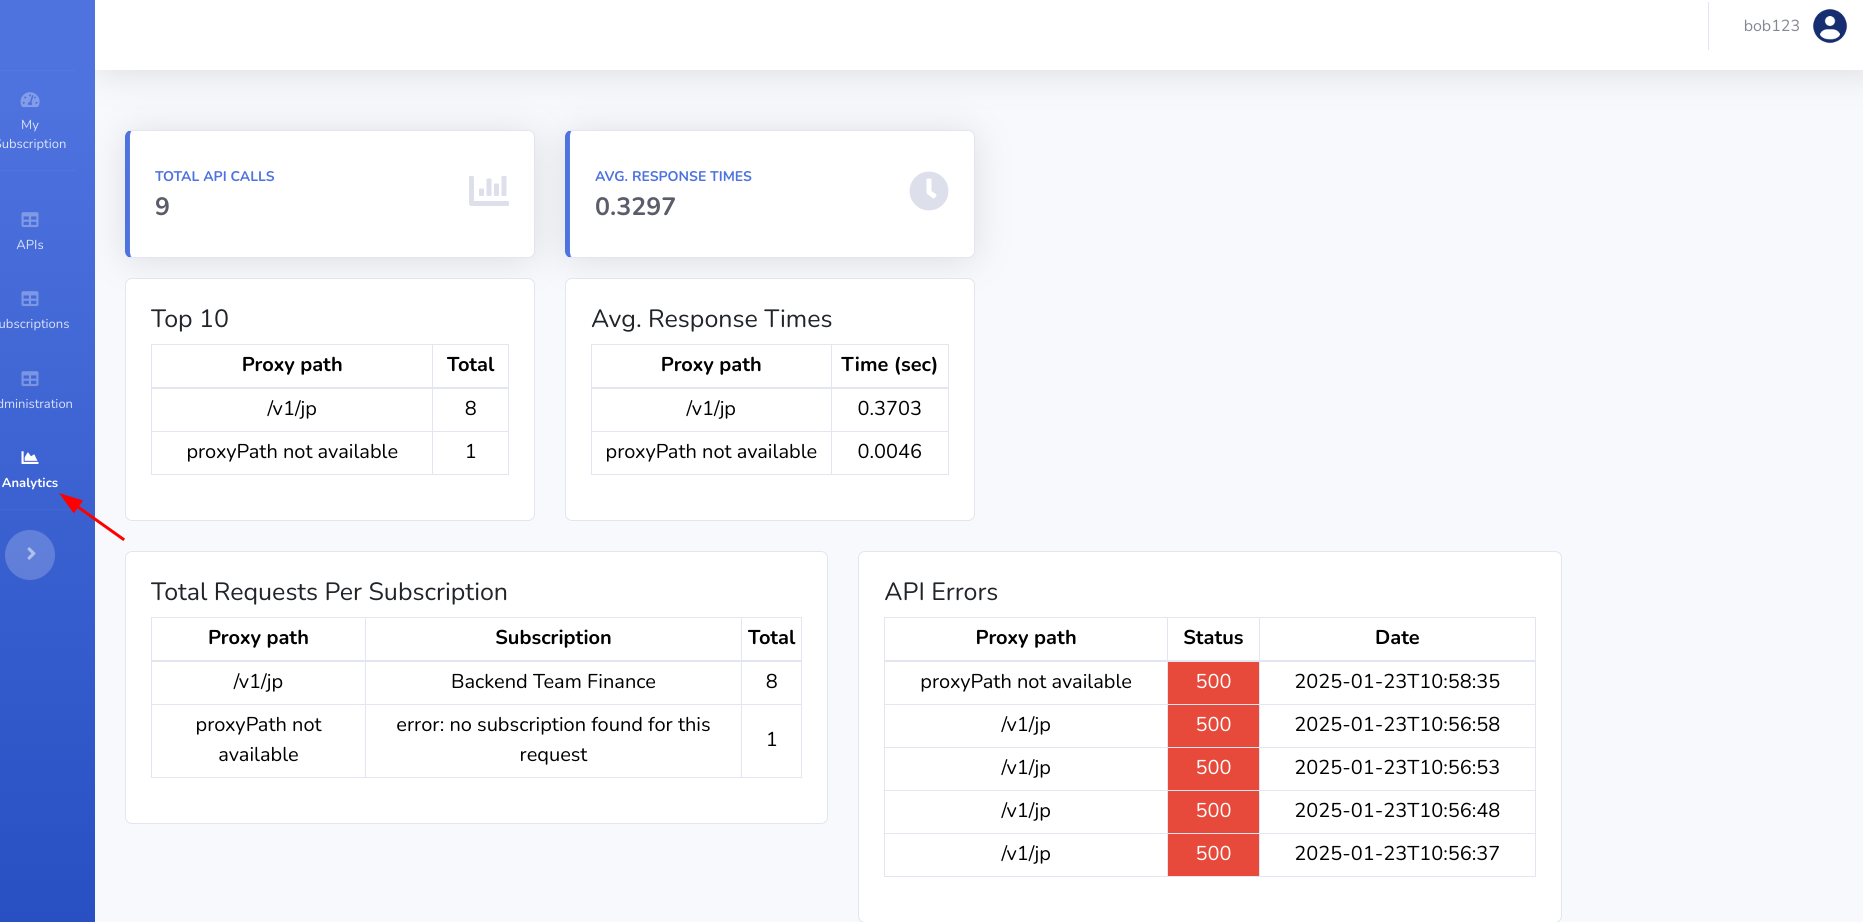 bob123
My
ubscription
APIs
ubscriptions
dministration
Analytics
TOTAL API CALLS
9
AVG. RESPONSE TIMES
0.3297
Top 10
Proxy path Total
/v1/jp 8
proxyPath not available 1
Avg. Response Times
Proxy path Time (sec)
/v1/jp 0.3703
proxyPath not available 0.0046
Total Requests Per Subscription
Proxy path Subscription Total
/v1/jp Backend Team Finance 8
proxyPath not
available
error: no subscription found for this
request
1
API Errors
Proxy path Status Date
proxyPath not available 500 2025-01-23T10:58:35
/v1/jp 500 2025-01-23T10:56:58
/v1/jp 500 2025-01-23T10:56:53
/v1/jp 500 2025-01-23T10:56:48
/v1/jp 500 2025-01-23T10:56:37